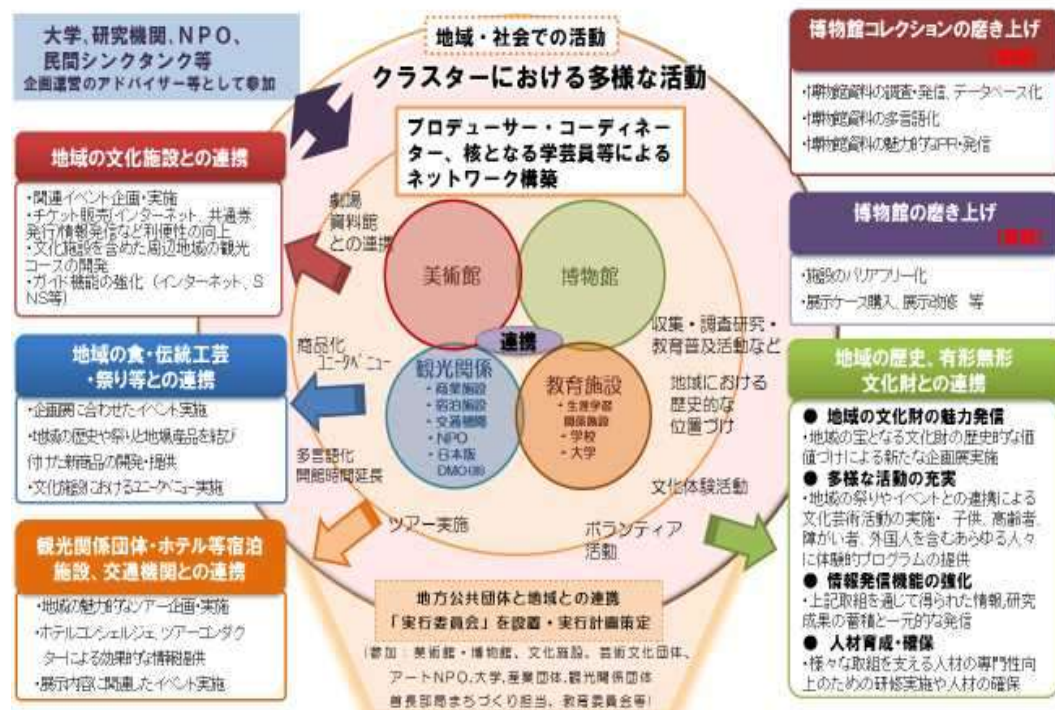 大学、研究機関、NPO、
民間シンクタンク等
企画運営のアドバイザー等として参加
地域の文化施設との連携
・関連イベント企画・実施
・チケット販売(インターネット、共通券
発行)情報発信など利便性の向上
・文化施設を含めた周辺地域の観光
コースの開発
・ガイド機能の強化 (インターネット、S
NS等)
地域の食・伝統工芸
・祭り等との連携
・企画展に合わせたイベント実施
・地域の歴史や祭りと地場産品を結び
付けた新商品の開発・提供
・文化施設におけるユニークベニュー実施
観光関係団体・ホテル等宿泊
施設、交通機関との連携
・地域の魅力的なツアー企画・実施
・ホテルコンシェルジェ、ツアーコンダク
ターによる効果的な情報提供
・展示内容に関連したイベント実施
地域・社会での活動
クラスターにおける多様な活動
プロデューサー・コーディネー
ター、核となる学芸員等による
ネットワーク構築
劇場
資料館
との連携
美術館
博物館
連携
商品化
ユニークベニュー
観光関係
・商業施設
・宿泊施設
・交通機関
・NPO
・日本版
DMO
教育施設
・生涯学習
関係施設
・学校
・大学
収集・調査研究・
教育普及活動など
地域における
歴史的な
位置づけ
多言語化
開館時間延長
文化体験活動
ツアー実施
ボランティア
活動
地方公共団体と地域との連携
「実行委員会」を設置・実行計画策定
(参加:美術館・博物館、文化施設、芸術文化団体、
アートNPO、大学、産業団体、観光関係団体
首長部局まちづくり担当、教育委員会等)
博物館コレクションの磨き上げ
・博物館資料の調査・発信、データベース化
・博物館資料の多言語化
・博物館資料の魅力的なPR・発信
博物館の磨き上げ
・施設のバリアフリー化
・展示ケース購入、展示改修 等
地域の歴史、有形無形
文化財との連携
● 地域の文化財の魅力発信
・地域の宝となる文化財の歴史的な価
値づけによる新たな企画展実施
● 多様な活動の充実
・地域の祭りやイベントとの連携による
文化芸術活動の実施・ 子供、高齢者、
障がい者、外国人を含むあらゆる人々
に体験的プログラムの提供
● 情報発信機能の強化
・上記取組を通じて得られた情報、研究
成果の蓄積と一元的な発信
● 人材育成・確保
・様々な取組を支える人材の専門性向
上のための研修実施や人材の確保